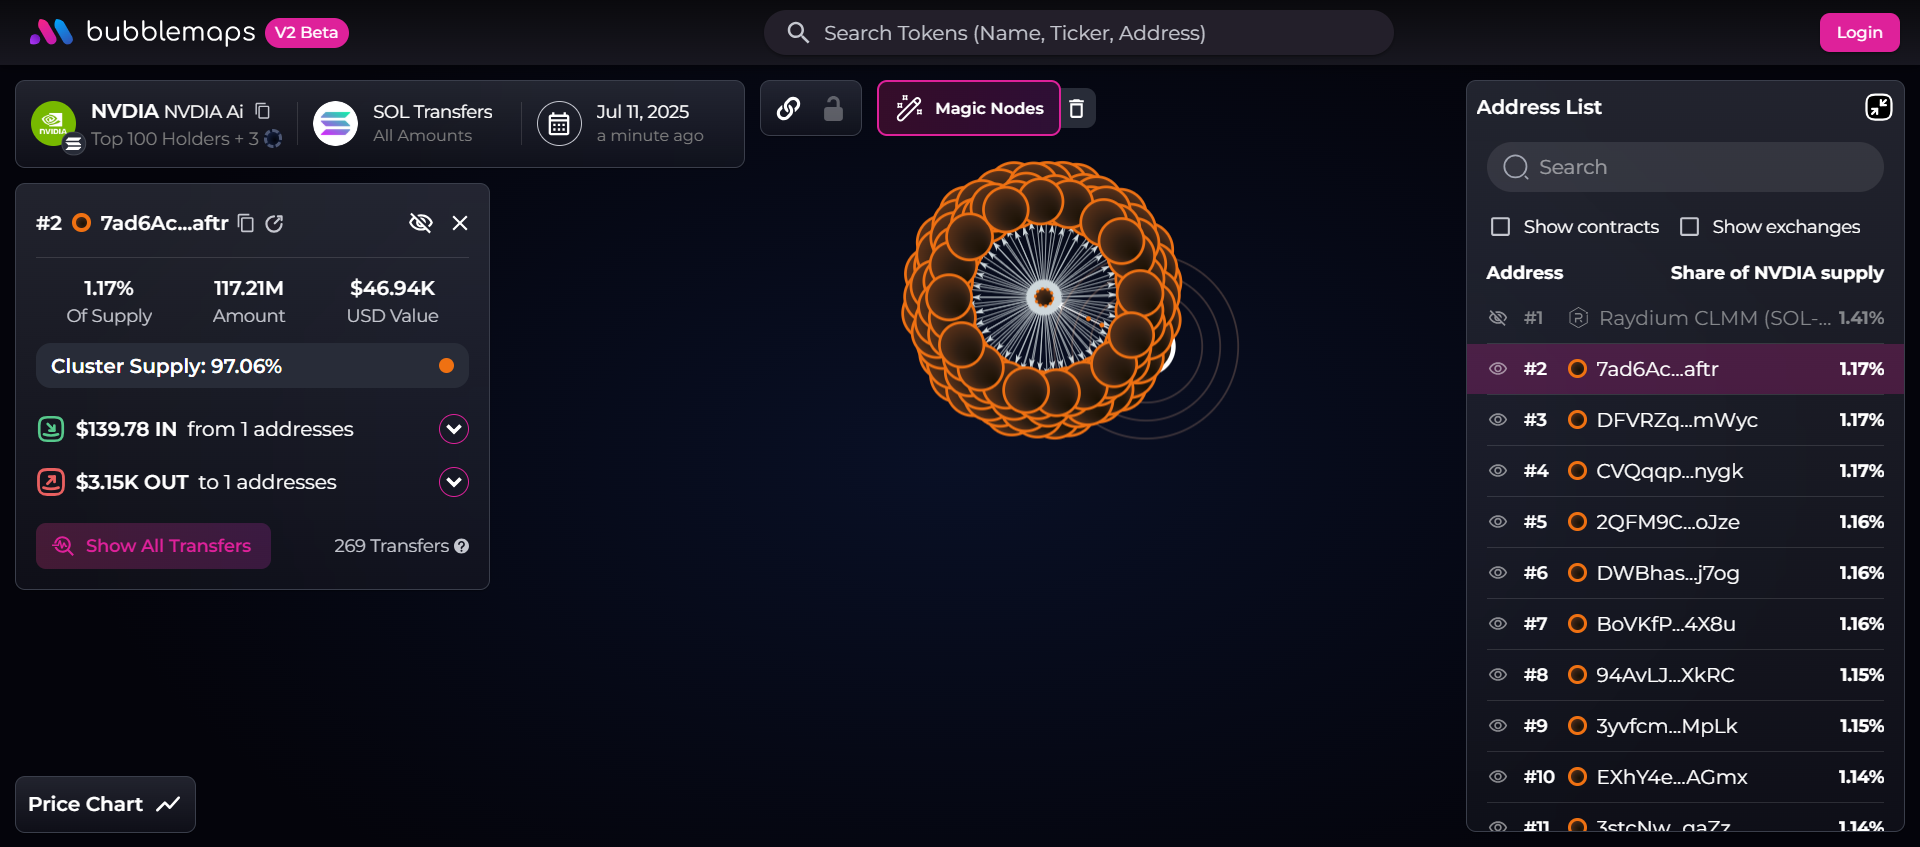 bubblemaps V2 Beta
Search Tokens (Name, Ticker, Address)
Login
NVDIA NVDIA Ai
Top 100 Holders + 3
NVIDIA
SOL Transfers
All Amounts
Jul 11, 2025
a minute ago
Magic Nodes
#2 7ad6Ac...aftr
1.17% 117.21M $46.94K
Of Supply Amount USD Value
Cluster Supply: 97.06%
$139.78 IN from 1 addresses
$3.15K OUT to 1 addresses
Show All Transfers 269 Transfers ?
Price Chart
Address List
Search
Show contracts Show exchanges
Address Share of NVDIA supply
#1 Raydium CLMM (SOL-... 1.41%
#2 7ad6Ac...aftr 1.17%
#3 DFVRZq...mWyc 1.17%
#4 CVQqqp...nygk 1.17%
#5 2QFM9C...oJze 1.16%
#6 DWBhas...j7og 1.16%
#7 BoVKfP...4X8u 1.16%
#8 94AvLJ...XkRC 1.15%
#9 3yvfcm...MpLk 1.15%
#10 EXhY4e...AGmx 1.14%
#11 3stcNw...gaZz 1.14%